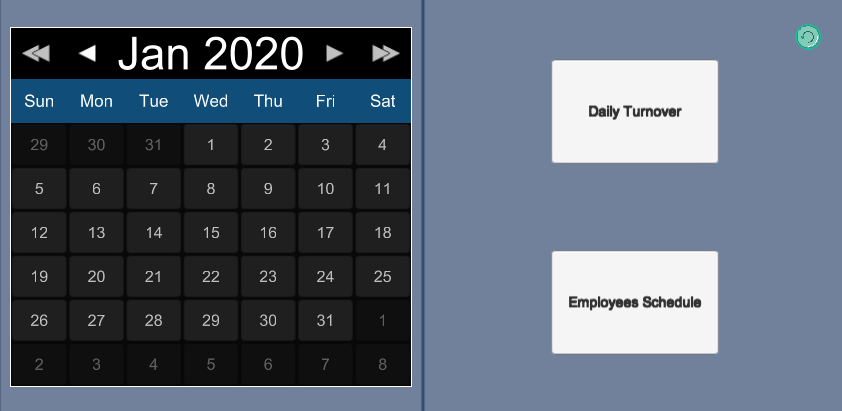 Jan 2020
Sun Mon Tue Wed Thu Fri Sat
29 30 31 1 2 3 4
5 6 7 8 9 10 11
12 13 14 15 16 17 18
19 20 21 22 23 24 25
26 27 28 29 30 31 1
2 3 4 5 6 7 8
Daily Turnover
Employees Schedule